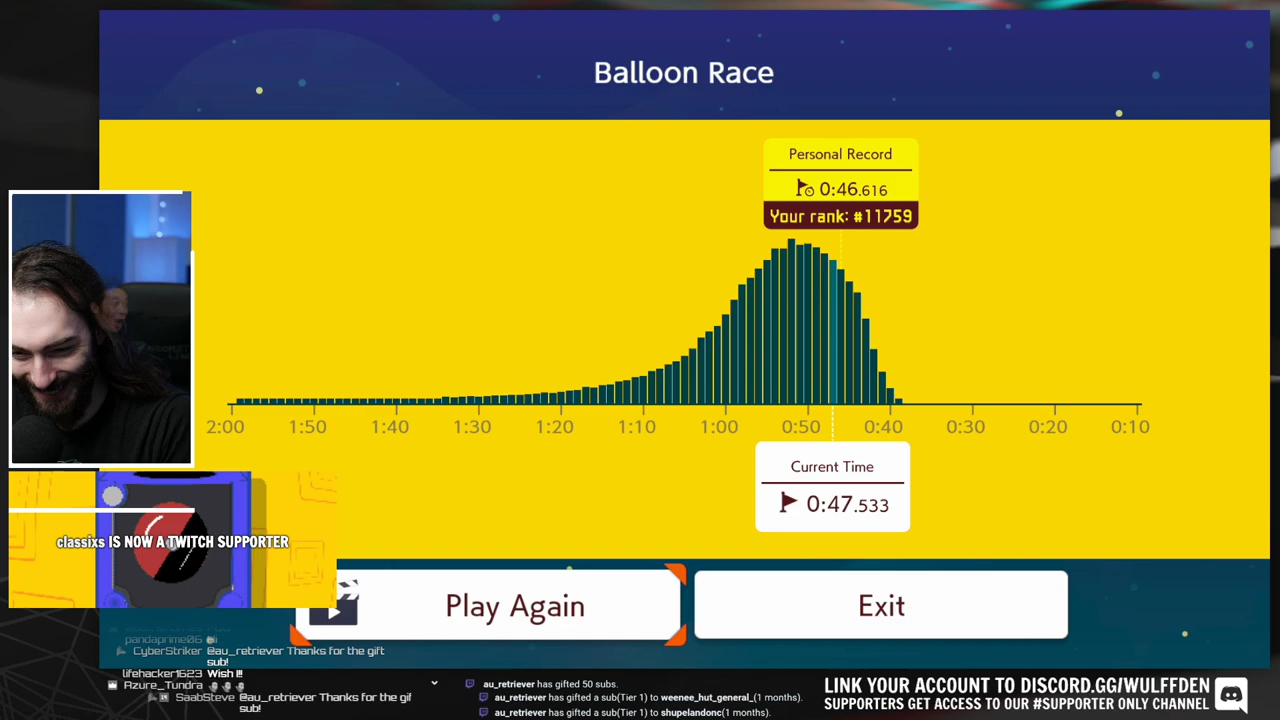 Balloon Race
Personal Record
0:46.616
Your rank: #11759
2:00 1:50 1:40 1:30 1:20 1:10 1:00 0:50 0:40 0:30 0:20 0:10
Current Time
0:47.533
classixs IS NOW A TWITCH SUPPORTER
Play Again
Exit
pandaprime06
CyberStriker @au_retriever Thanks for the gift
sub!
lifehacker1623 Wish !!!
Azure_Tundra
SaabSteve @au_retriever Thanks for the gif
sub!
au_retriever has gifted 50 subs.
au_retriever has gifted a sub(Tier 1) to weenee_hut_general_(1 months).
au_retriever has gifted a sub(Tier 1) to shupelandonc(1 months).
LINK YOUR ACCOUNT TO DISCORD.GG/WULFFDEN
SUPPORTERS GET ACCESS TO OUR #SUPPORTER ONLY CHANNEL